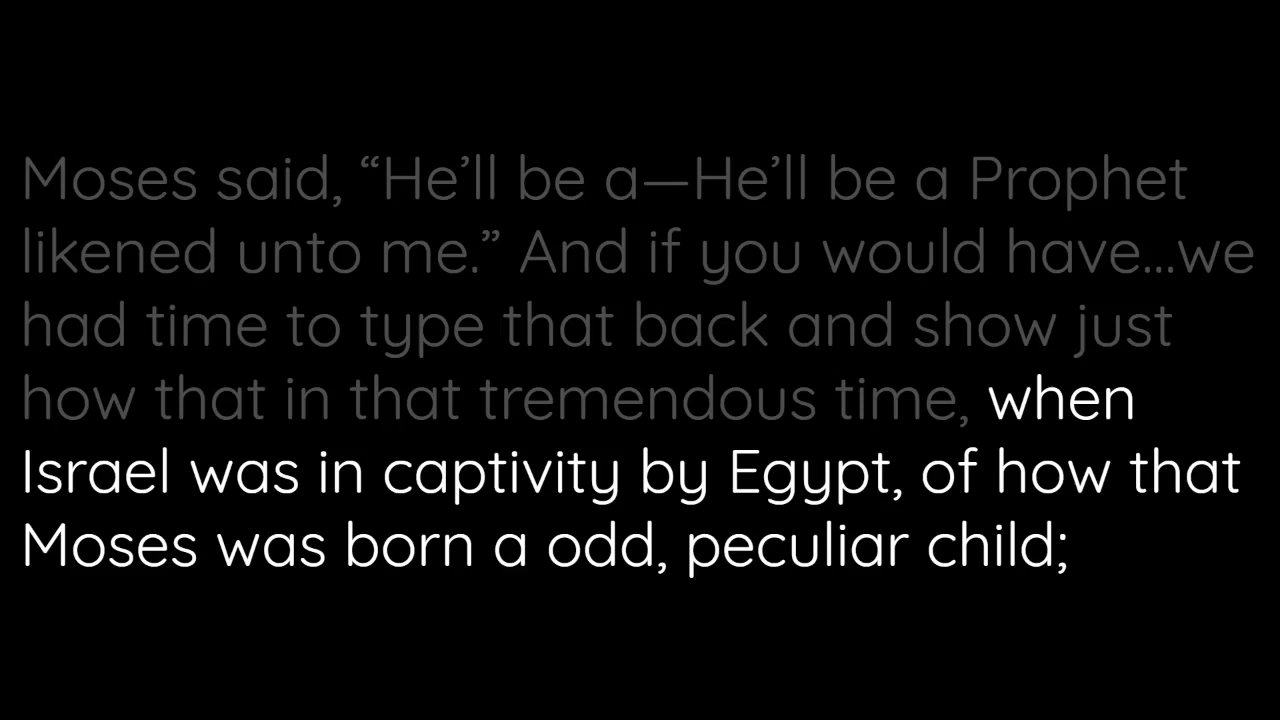 Moses said, “He’ll be a—He’ll be a Prophet
likened unto me.” And if you would have...we
had time to type that back and show just
how that in that tremendous time, when
Israel was in captivity by Egypt, of how that
Moses was born a odd, peculiar child;